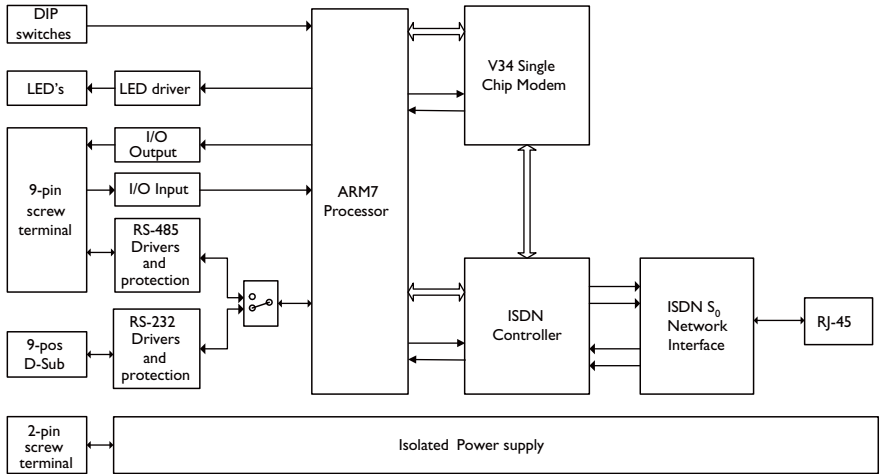 DIP
switches
LED's
LED driver
I/O
Output
I/O Input
9-pin
screw
terminal
RS-485
Drivers
and
protection
RS-232
Drivers
and
protection
9-pos
D-Sub
ARM7
Processor
V34 Single
Chip Modem
ISDN
Controller
ISDN S₀
Network
Interface
RJ-45
2-pin
screw
terminal
Isolated Power supply